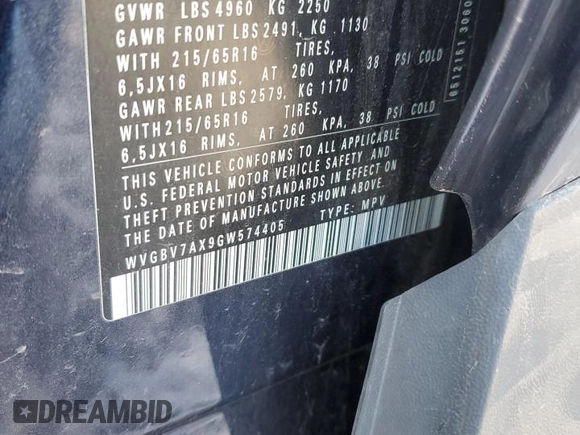 GVWR LBS 4960 KG 2250
GAWR FRONT LBS 2491, KG 1130
WITH 215/65R16 TIRES,
6,5JX16 RIMS, AT 260 KPA, 38 PSI COLD
GAWR REAR LBS 2579, KG 1170
WITH 215/65R16 TIRES,
6,5JX16 RIMS, AT 260 KPA, 38 PSI COLD
THIS VEHICLE CONFORMS TO ALL APPLICABLE
U.S. FEDERAL MOTOR VEHICLE SAFETY AND
THEFT PREVENTION STANDARDS IN EFFECT ON
THE DATE OF MANUFACTURE SHOWN ABOVE.
WVGBV7AX9GW574405 TYPE: MPV
DREAMBID